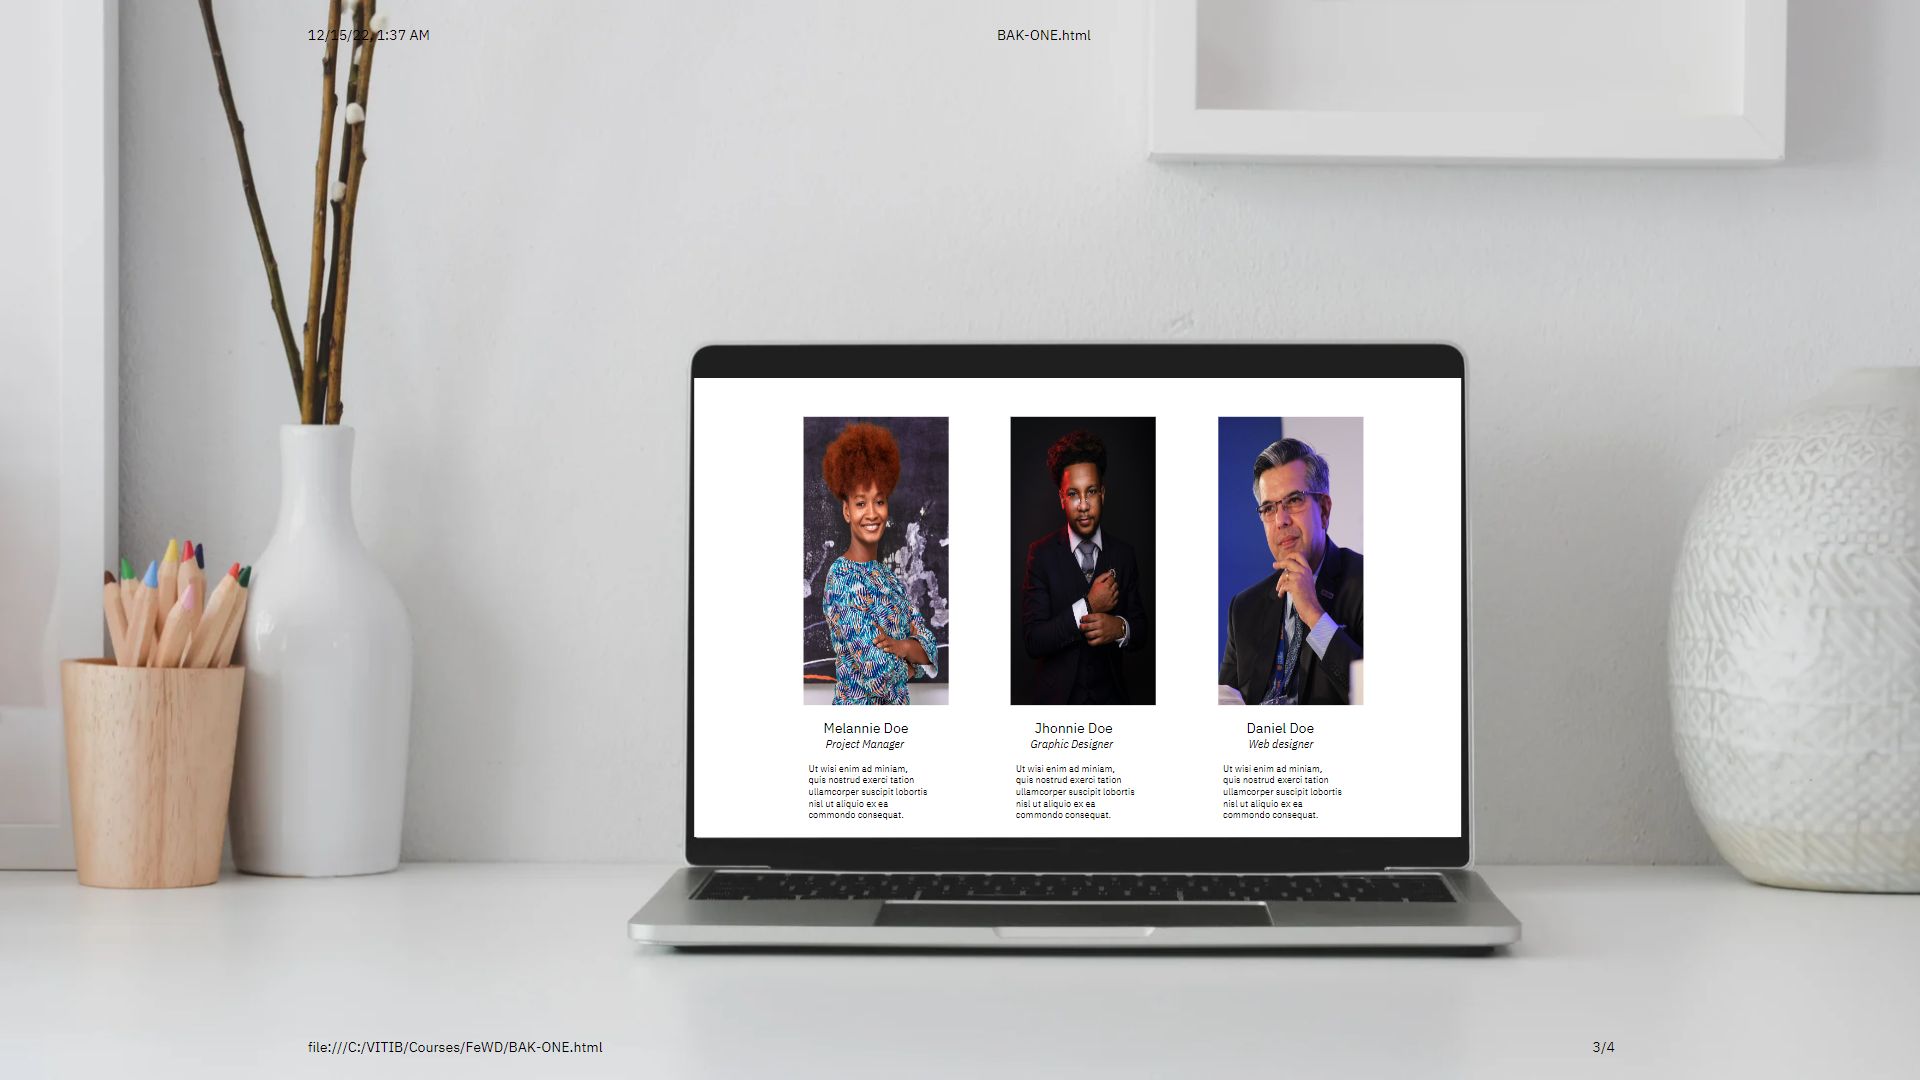 12/15/22, 1:37 AM
BAK-ONE.html
Melannie Doe
Project Manager
Ut wisi enim ad miniam,
quis nostrud exerci tation
ullamcorper suscipit lobortis
nisl ut aliquio ex ea
commondo consequat.
Jhonnie Doe
Graphic Designer
Ut wisi enim ad miniam,
quis nostrud exerci tation
ullamcorper suscipit lobortis
nisl ut aliquio ex ea
commondo consequat.
Daniel Doe
Web designer
Ut wisi enim ad miniam,
quis nostrud exerci tation
ullamcorper suscipit lobortis
nisl ut aliquio ex ea
commondo consequat.
file:///C:/VITIB/Courses/FeWD/BAK-ONE.html
3/4